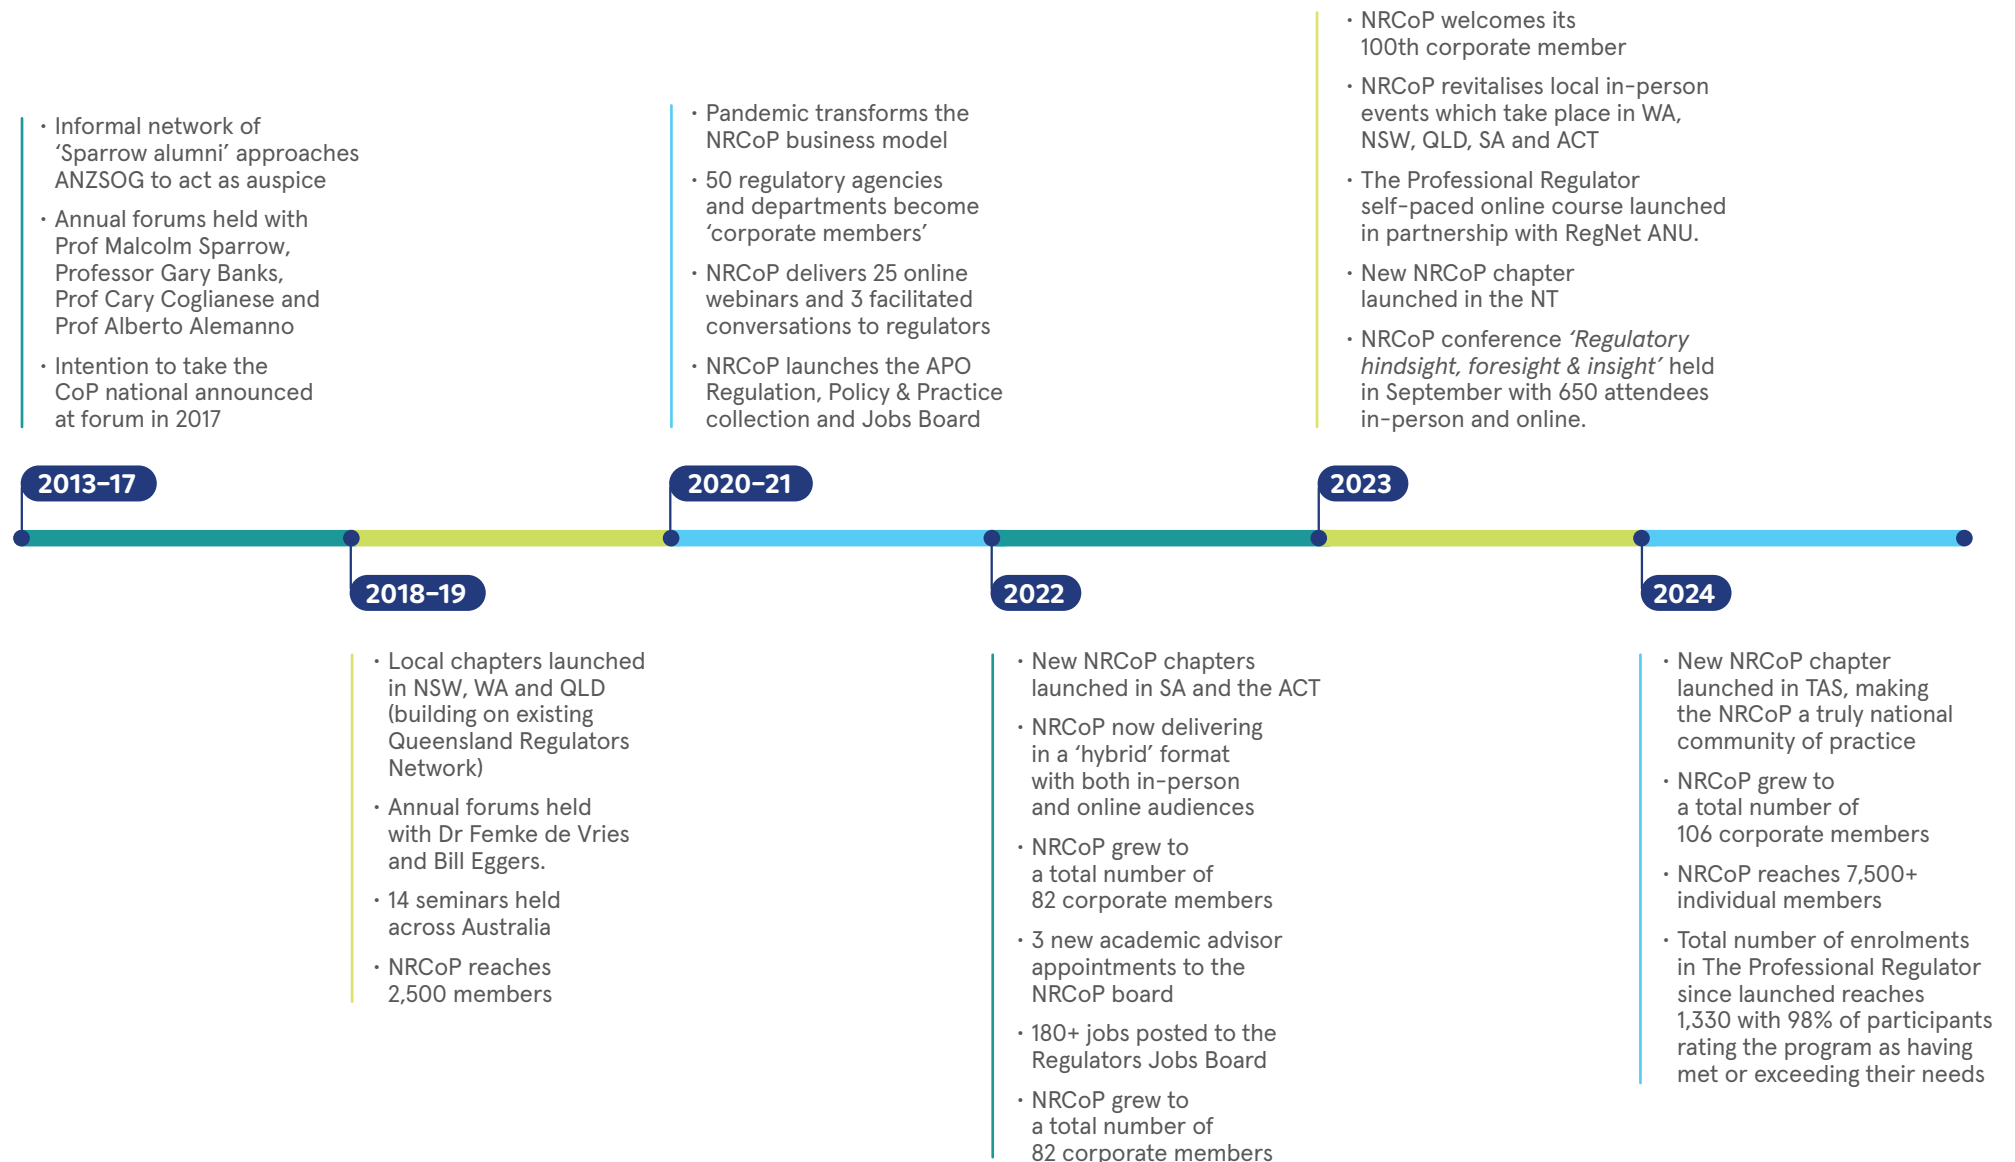 2013–17
· Informal network of
‘Sparrow alumni’ approaches
ANZSOG to act as auspice
· Annual forums held with
Prof Malcolm Sparrow,
Professor Gary Banks,
Prof Cary Coglianese and
Prof Alberto Alemanno
· Intention to take the
CoP national announced
at forum in 2017
2018–19
· Local chapters launched
in NSW, WA and QLD
(building on existing
Queensland Regulators
Network)
· Annual forums held
with Dr Femke de Vries
and Bill Eggers.
· 14 seminars held
across Australia
· NRCoP reaches
2,500 members
2020–21
· Pandemic transforms the
NRCoP business model
· 50 regulatory agencies
and departments become
‘corporate members’
· NRCoP delivers 25 online
webinars and 3 facilitated
conversations to regulators
· NRCoP launches the APO
Regulation, Policy & Practice
collection and Jobs Board
2022
· New NRCoP chapters
launched in SA and the ACT
· NRCoP now delivering
in a ‘hybrid’ format
with both in-person
and online audiences
· NRCoP grew to
a total number of
82 corporate members
· 3 new academic advisor
appointments to the
NRCoP board
· 180+ jobs posted to the
Regulators Jobs Board
· NRCoP grew to
a total number of
82 corporate members
2023
· NRCoP welcomes its
100th corporate member
· NRCoP revitalises local in-person
events which take place in WA,
NSW, QLD, SA and ACT
· The Professional Regulator
self-paced online course launched
in partnership with RegNet ANU.
· New NRCoP chapter
launched in the NT
· NRCoP conference ‘Regulatory
hindsight, foresight & insight’ held
in September with 650 attendees
in-person and online.
2024
· New NRCoP chapter
launched in TAS, making
the NRCoP a truly national
community of practice
· NRCoP grew to
a total number of
106 corporate members
· NRCoP reaches 7,500+
individual members
· Total number of enrolments
in The Professional Regulator
since launched reaches
1,330 with 98% of participants
rating the program as having
met or exceeding their needs